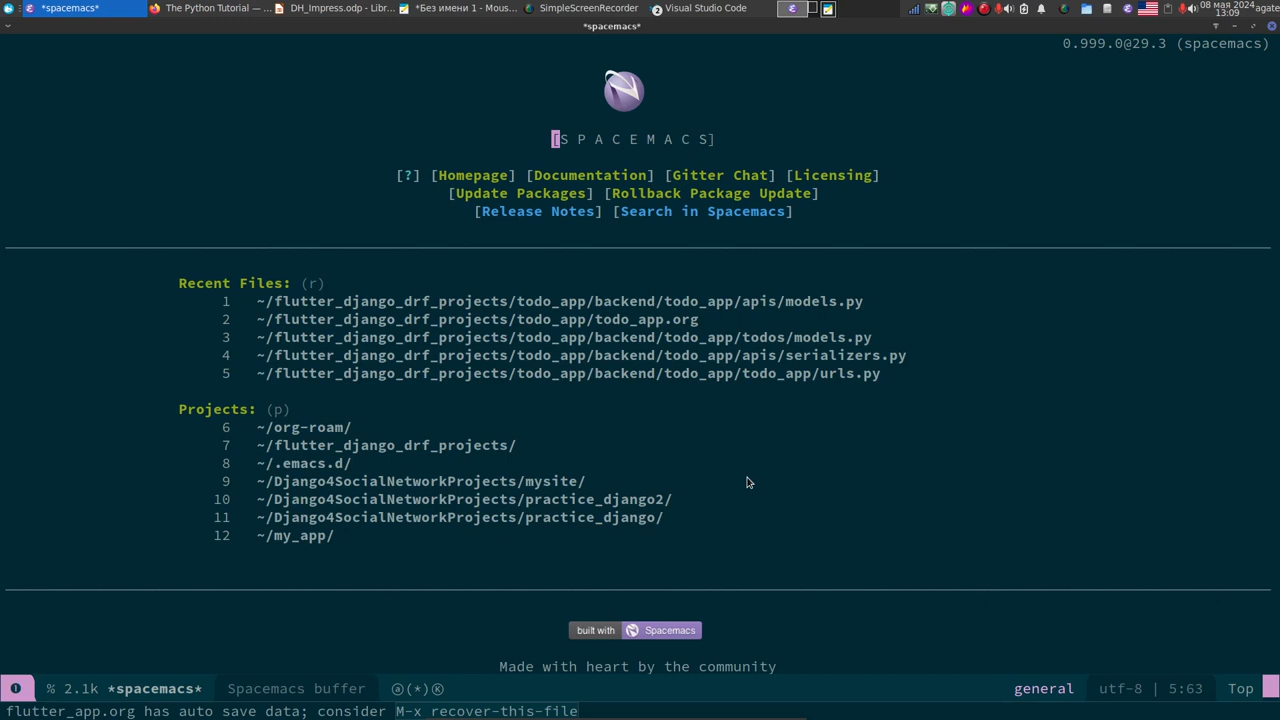 *spacemacs*
The Python Tutorial — ...
DH_Impress.odp - Libr...
*Без имени 1 - Mous...
SimpleScreenRecorder
2 Visual Studio Code
08 мая 2024
13:09
agate
*spacemacs*
0.999.0@29.3 (spacemacs)
[S P A C E M A C S]
[?] [Homepage] [Documentation] [Gitter Chat] [Licensing]
[Update Packages] [Rollback Package Update]
[Release Notes] [Search in Spacemacs]
Recent Files: (r)
1 ~/flutter_django_drf_projects/todo_app/backend/todo_app/apis/models.py
2 ~/flutter_django_drf_projects/todo_app/todo_app.org
3 ~/flutter_django_drf_projects/todo_app/backend/todo_app/todos/models.py
4 ~/flutter_django_drf_projects/todo_app/backend/todo_app/apis/serializers.py
5 ~/flutter_django_drf_projects/todo_app/backend/todo_app/todo_app/urls.py
Projects: (p)
6 ~/org-roam/
7 ~/flutter_django_drf_projects/
8 ~/.emacs.d/
9 ~/Django4SocialNetworkProjects/mysite/
10 ~/Django4SocialNetworkProjects/practice_django2/
11 ~/Django4SocialNetworkProjects/practice_django/
12 ~/my_app/
built with Spacemacs
Made with heart by the community
❶ % 2.1k *spacemacs* Spacemacs buffer ⓐ(*)Ⓚ general utf-8 | 5:63 Top
flutter_app.org has auto save data; consider M-x recover-this-file